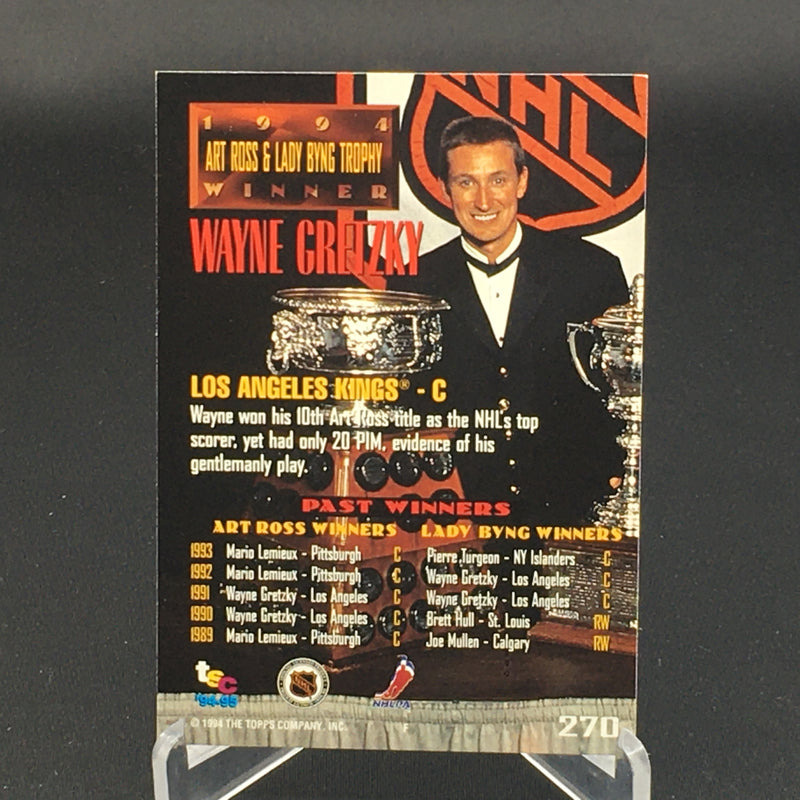 NHL
1994
ART ROSS & LADY BYNG TROPHY
WINNER
WAYNE GRETZKY
LOS ANGELES KINGS® - C
Wayne won his 10th Art Ross title as the NHL's top
scorer, yet had only 20 PIM, evidence of his
gentlemanly play.
PAST WINNERS
ART ROSS WINNERS LADY BYNG WINNERS
1993 Mario Lemieux - Pittsburgh C Pierre Turgeon - NY Islanders C
1992 Mario Lemieux - Pittsburgh C Wayne Gretzky - Los Angeles C
1991 Wayne Gretzky - Los Angeles C Wayne Gretzky - Los Angeles C
1990 Wayne Gretzky - Los Angeles C Brett Hull - St. Louis RW
1989 Mario Lemieux - Pittsburgh C Joe Mullen - Calgary RW
tsc
'94-95
NHL
NHLPA
© 1994 THE TOPPS COMPANY, INC. F 270